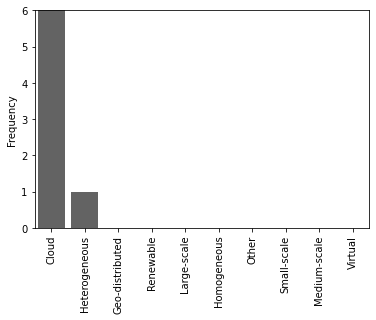 6
5
4
3
2
1
0
Frequency
Cloud
Heterogeneous
Geo-distributed
Renewable
Large-scale
Homogeneous
Other
Small-scale
Medium-scale
Virtual